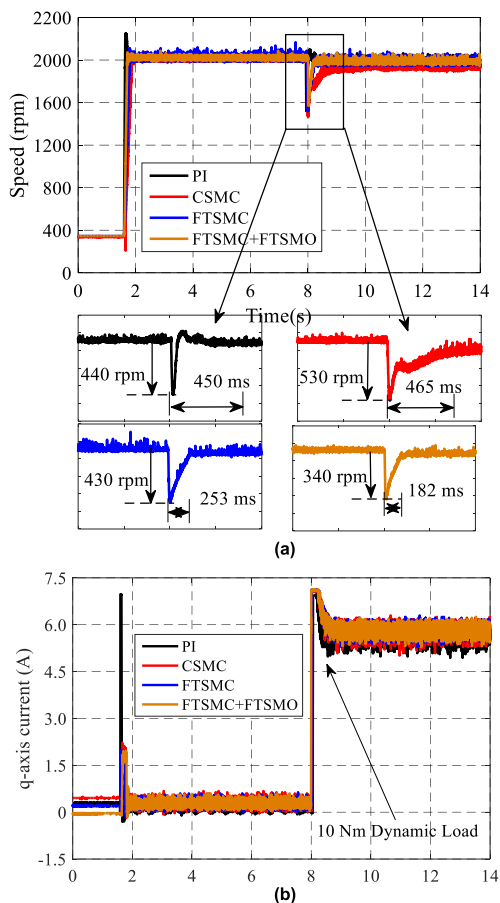 2200
2000
1600
1200
800
400
0
Speed (rpm)
PI
CSMC
FTSMC
FTSMC+FTSMO
0 2 4 6 8 10 12 14
Time(s)
440 rpm
450 ms
530 rpm
465 ms
430 rpm
253 ms
340 rpm
182 ms
(a)
7.5
6.0
4.5
3.0
1.5
0
-1.5
q-axis current (A)
PI
CSMC
FTSMC
FTSMC+FTSMO
10 Nm Dynamic Load
0 2 4 6 8 10 12 14
(b)